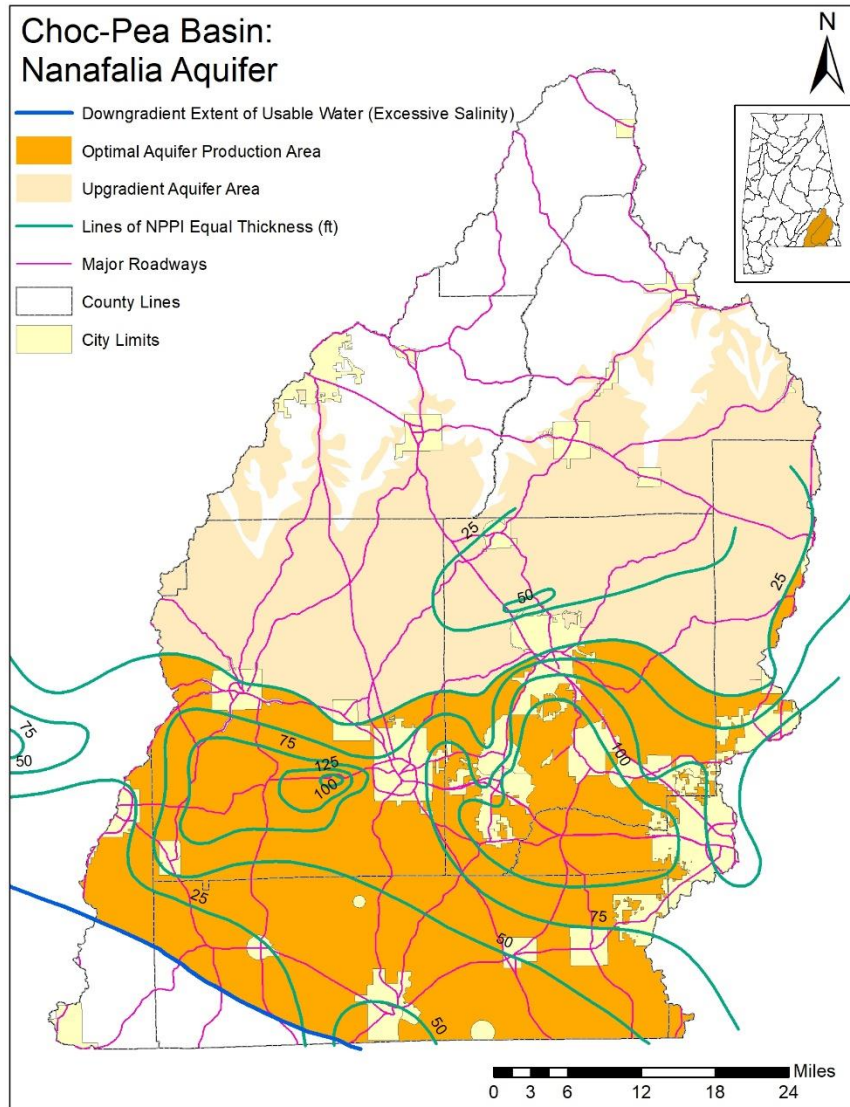 Choc-Pea Basin:
Nanafalia Aquifer
N
Downgradient Extent of Usable Water (Excessive Salinity)
Optimal Aquifer Production Area
Upgradient Aquifer Area
Lines of NPPI Equal Thickness (ft)
Major Roadways
County Lines
City Limits
25
50
25
75
50
75
125
100
100
25
75
50
50
Miles
0 3 6 12 18 24